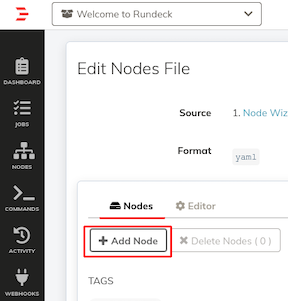 Welcome to Rundeck
DASHBOARD
JOBS
NODES
COMMANDS
ACTIVITY
WEBHOOKS
Edit Nodes File
Source
1. Node Wiz
Format
yaml
Nodes
Editor
Add Node
Delete Nodes ( 0 )
TAGS